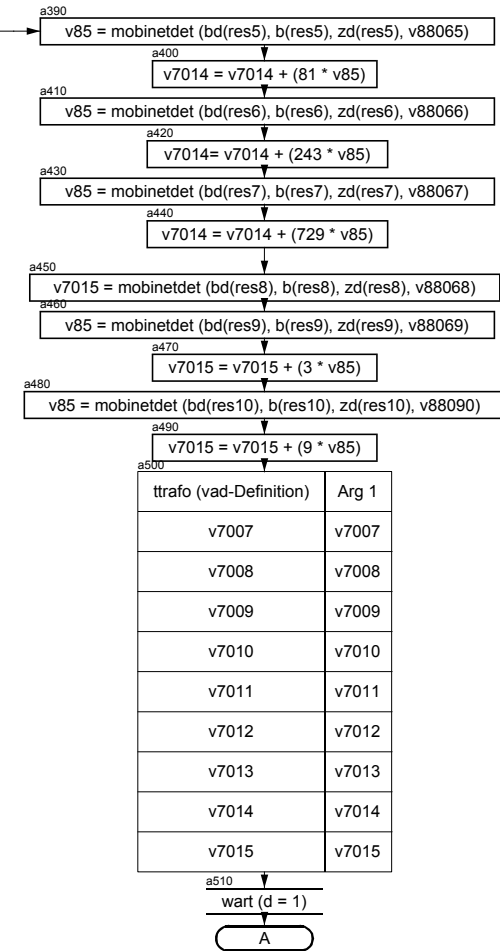 a390
v85 = mobinetdet (bd(res5), b(res5), zd(res5), v88065)
a400
v7014 = v7014 + (81 * v85)
a410
v85 = mobinetdet (bd(res6), b(res6), zd(res6), v88066)
a420
v7014= v7014 + (243 * v85)
a430
v85 = mobinetdet (bd(res7), b(res7), zd(res7), v88067)
a440
v7014 = v7014 + (729 * v85)
a450
v7015 = mobinetdet (bd(res8), b(res8), zd(res8), v88068)
a460
v85 = mobinetdet (bd(res9), b(res9), zd(res9), v88069)
a470
v7015 = v7015 + (3 * v85)
a480
v85 = mobinetdet (bd(res10), b(res10), zd(res10), v88090)
a490
v7015 = v7015 + (9 * v85)
a500
ttrafo (vad-Definition) Arg 1
v7007 v7007
v7008 v7008
v7009 v7009
v7010 v7010
v7011 v7011
v7012 v7012
v7013 v7013
v7014 v7014
v7015 v7015
a510
wart (d = 1)
A